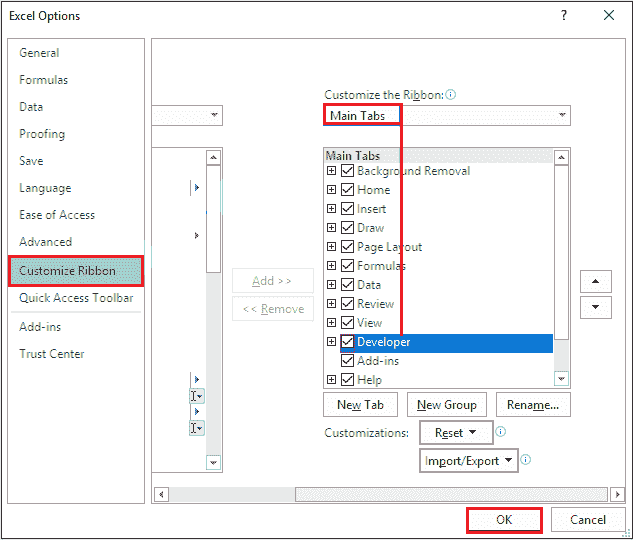 Excel Options
?
General
Formulas
Data
Proofing
Save
Language
Ease of Access
Advanced
Customize Ribbon
Quick Access Toolbar
Add-ins
Trust Center
Add >>
<< Remove
Customize the Ribbon:
Main Tabs
Main Tabs
Background Removal
Home
Insert
Draw
Page Layout
Formulas
Data
Review
View
Developer
Add-ins
Help
New Tab New Group Rename...
Customizations: Reset
Import/Export
OK Cancel